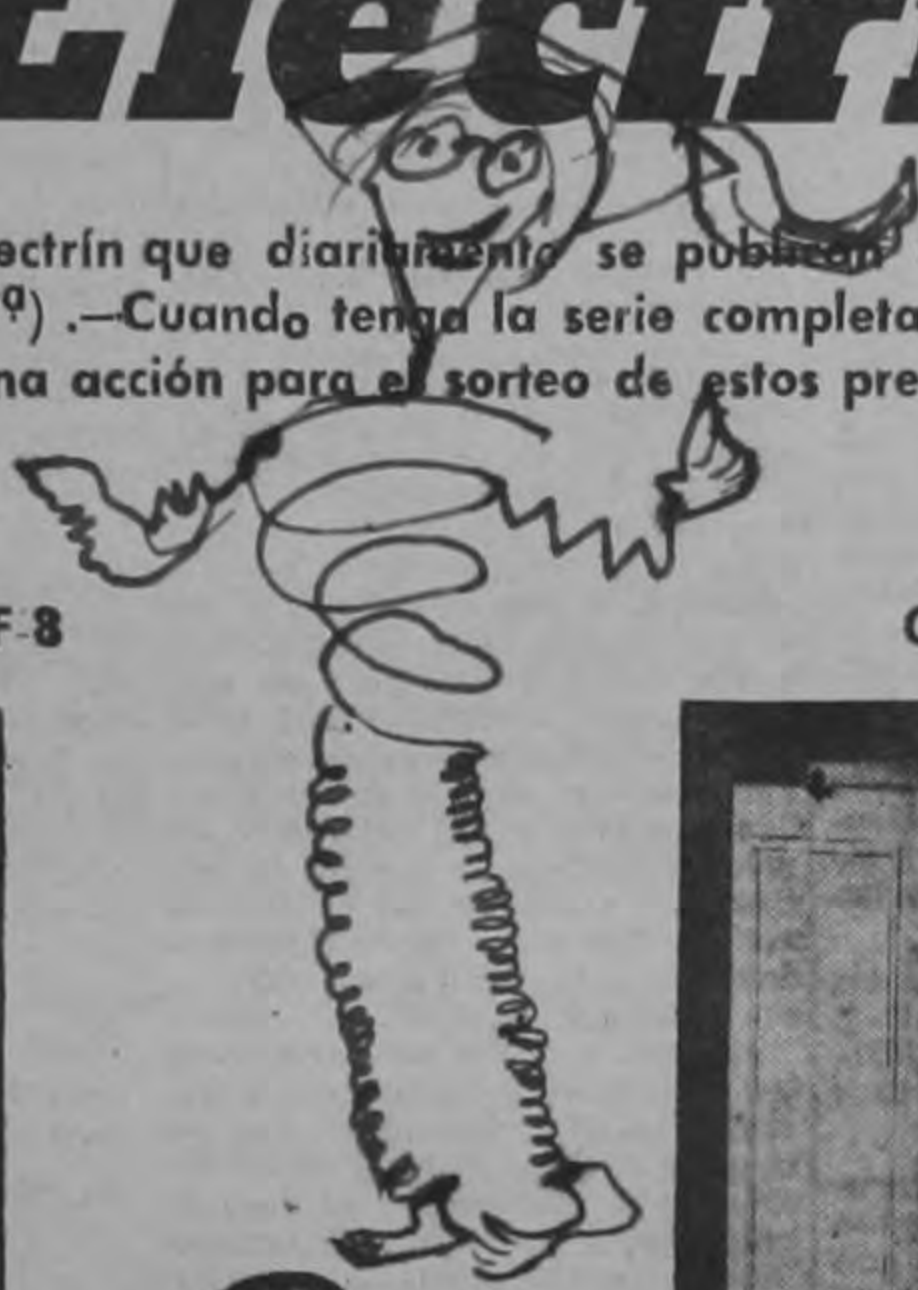 Electr
ectrín que diariamente se publican
ª) .—Cuando tenga la serie completa
na acción para el sorteo de estos pre
F-8
C